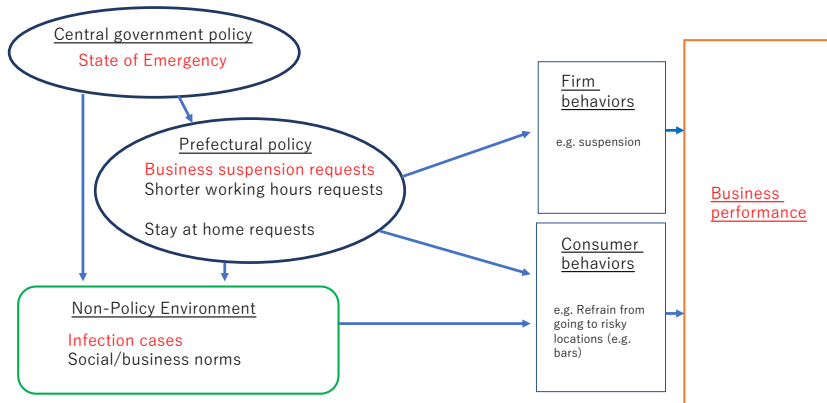 Central government policy
State of Emergency
Prefectural policy
Business suspension requests
Shorter working hours requests
Stay at home requests
Non-Policy Environment
Infection cases
Social/business norms
Firm
behaviors
e.g. suspension
Consumer
behaviors
e.g. Refrain from
going to risky
locations (e.g.
bars)
Business
performance